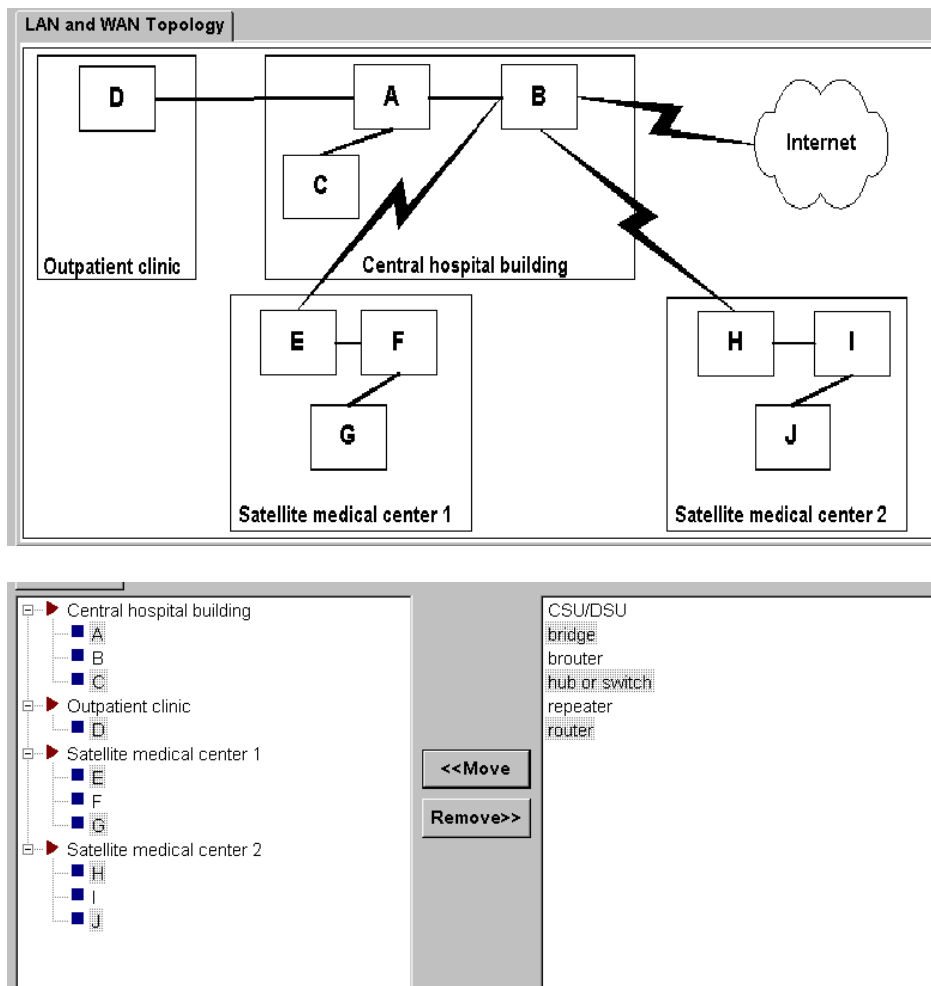 LAN and WAN Topology
D
A
B
Internet
C
Outpatient clinic
Central hospital building
E
F
H
I
G
J
Satellite medical center 1
Satellite medical center 2
Central hospital building
A
B
C
Outpatient clinic
D
Satellite medical center 1
E
F
G
Satellite medical center 2
H
I
J
<<Move
Remove>>
CSU/DSU
bridge
brouter
hub or switch
repeater
router